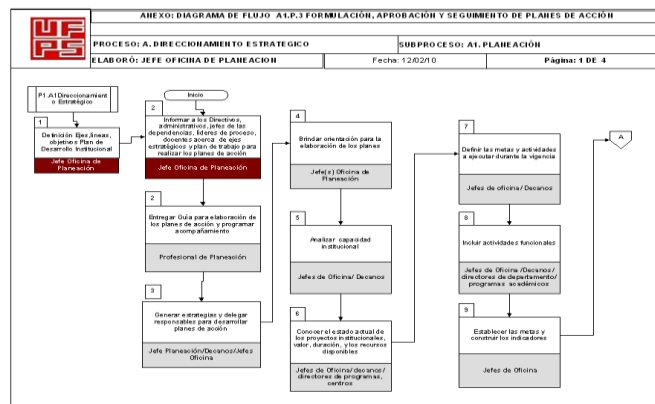 UFPS
ANEXO: DIAGRAMA DE FLUJO A1.P.3 FORMULACIÓN, APROBACIÓN Y SEGUIMIENTO DE PLANES DE ACCIÓN
PROCESO: A. DIRECCIONAMIENTO ESTRATEGICO
SUBPROCESO: A1. PLANEACIÓN
ELABORÓ: JEFE OFICINA DE PLANEACION
Fecha: 12/02/10
Página: 1 DE 4
P1 A1 Direccionamient
o Estratégico
1
Definición Ejes, líneas,
objetivos Plan de
Desarrollo Institucional
Jefe Oficina de
Planeación
Inicio
2
Informar a los Directivos,
administrativos, jefes de las
dependencias, líderes de proceso,
docentes acerca de ejes
estratégicos y plan de trabajo para
realizar los planes de acción
Jefe Oficina de Planeación
2
Entregar Guía para elaboración de
los planes de acción y programar
acompañamiento
Profesional de Planeación
3
Generar estrategias y delegar
responsables para desarrollar
planes de acción
Jefe Planeación/Decanos/Jefes
Oficina
4
Brindar orientación para la
elaboración de los planes
Jefe(s) Oficina de
Planeación
5
Analizar capacidad
institucional
Jefes de Oficina/ Decanos
6
Conocer el estado actual de
los proyectos institucionales,
valor, duración, y los recursos
disponibles
Jefes de Oficina/decanos/
directores de programas,
centros
7
Definir las metas y actividades
a ejecutar durante la vigencia
Jefes de oficina/ Decanos
8
Incluir actividades funcionales
Jefes de Oficina /Decanos/
directores de departamento/
programas académicos
9
Establecer las metas y
construir los indicadores
Jefes de Oficina
A